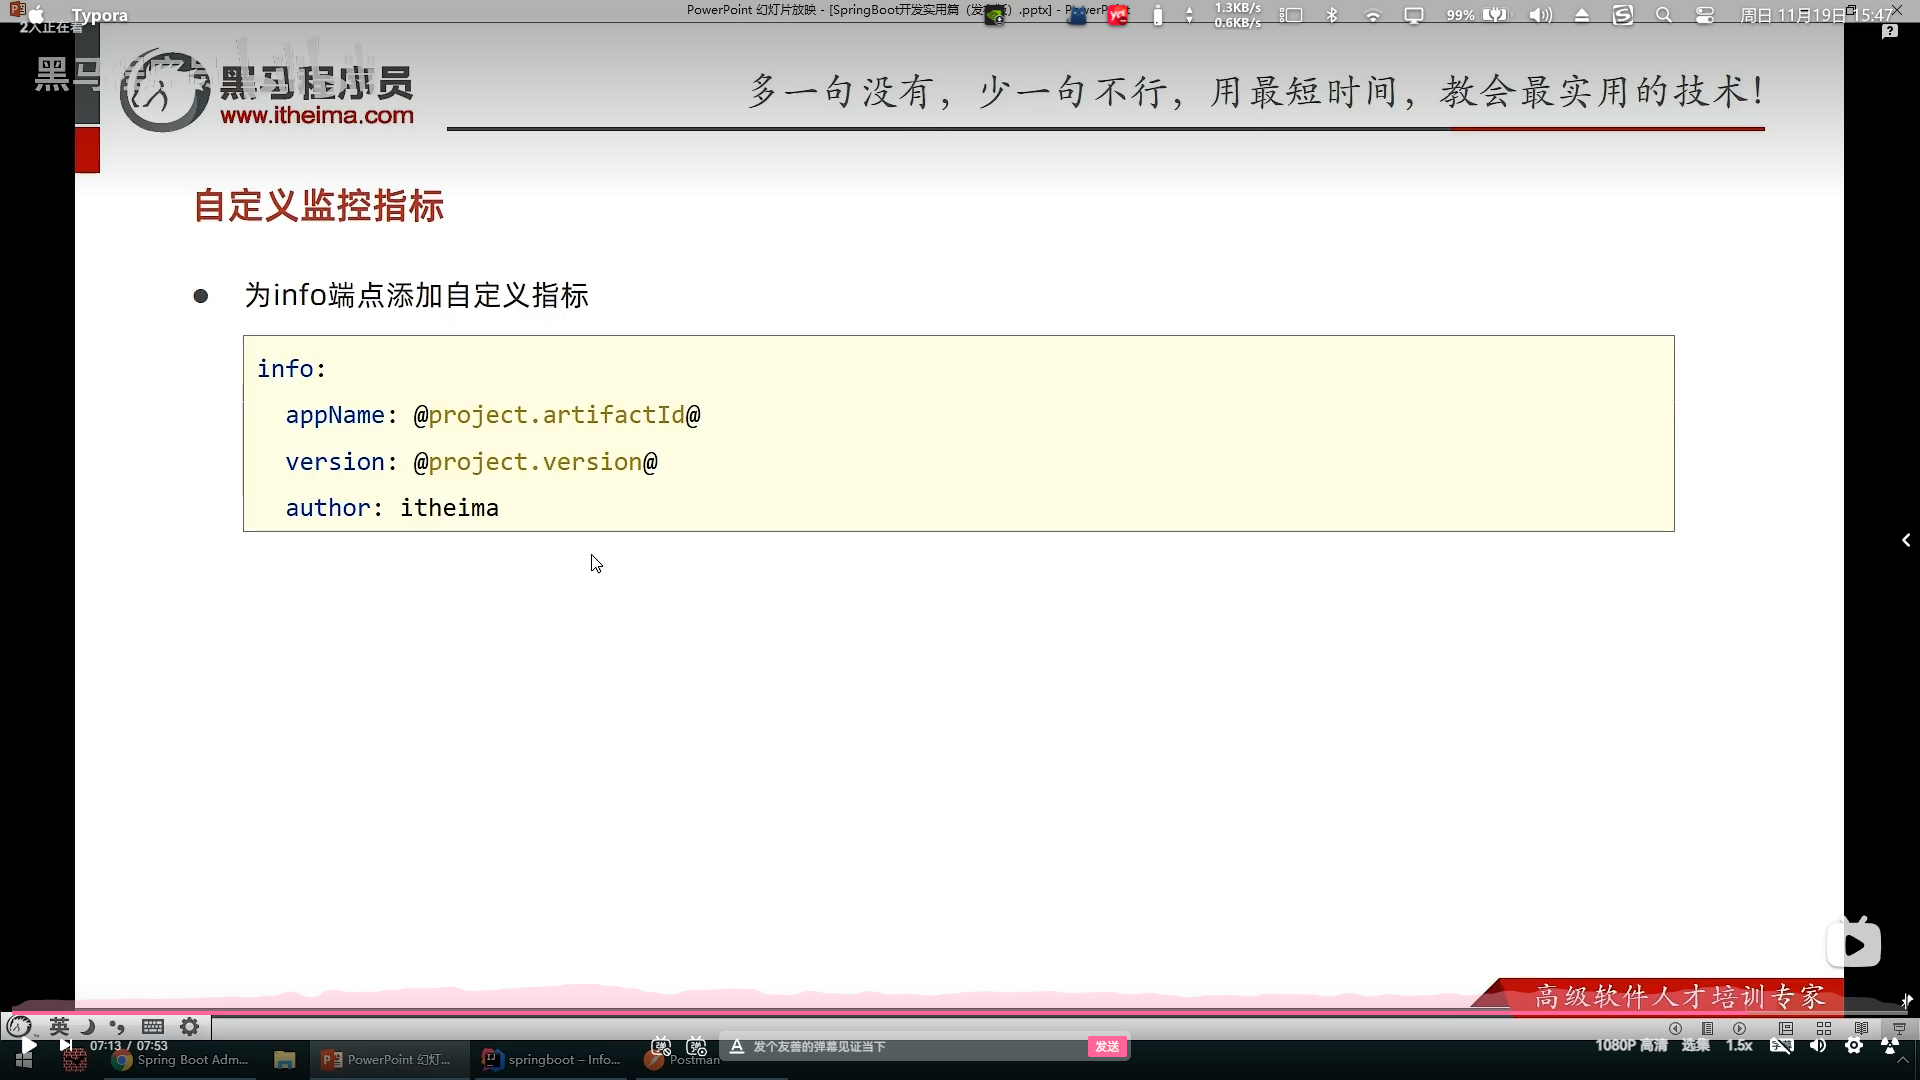 PowerPoint 幻灯片放映 - [SpringBoot开发实用篇（发
）.pptx] - P
Typora
1.3KB/s
0.6KB/s
99%
周日 11月19日
15:47
2人正在看
黑马程序员
www.itheima.com
多一句没有，少一句不行，用最短时间，教会最实用的技术！
自定义监控指标
● 为info端点添加自定义指标
info:
appName: @project.artifactId@
version: @project.version@
author: itheima
高级软件人才培训专家
英
07:13 / 07:53
发个友善的弹幕见证当下
发送
1080P 高清
选集
1.5x
Spring Boot Adm...
PowerPoint 幻灯...
springboot – Info...
Postman